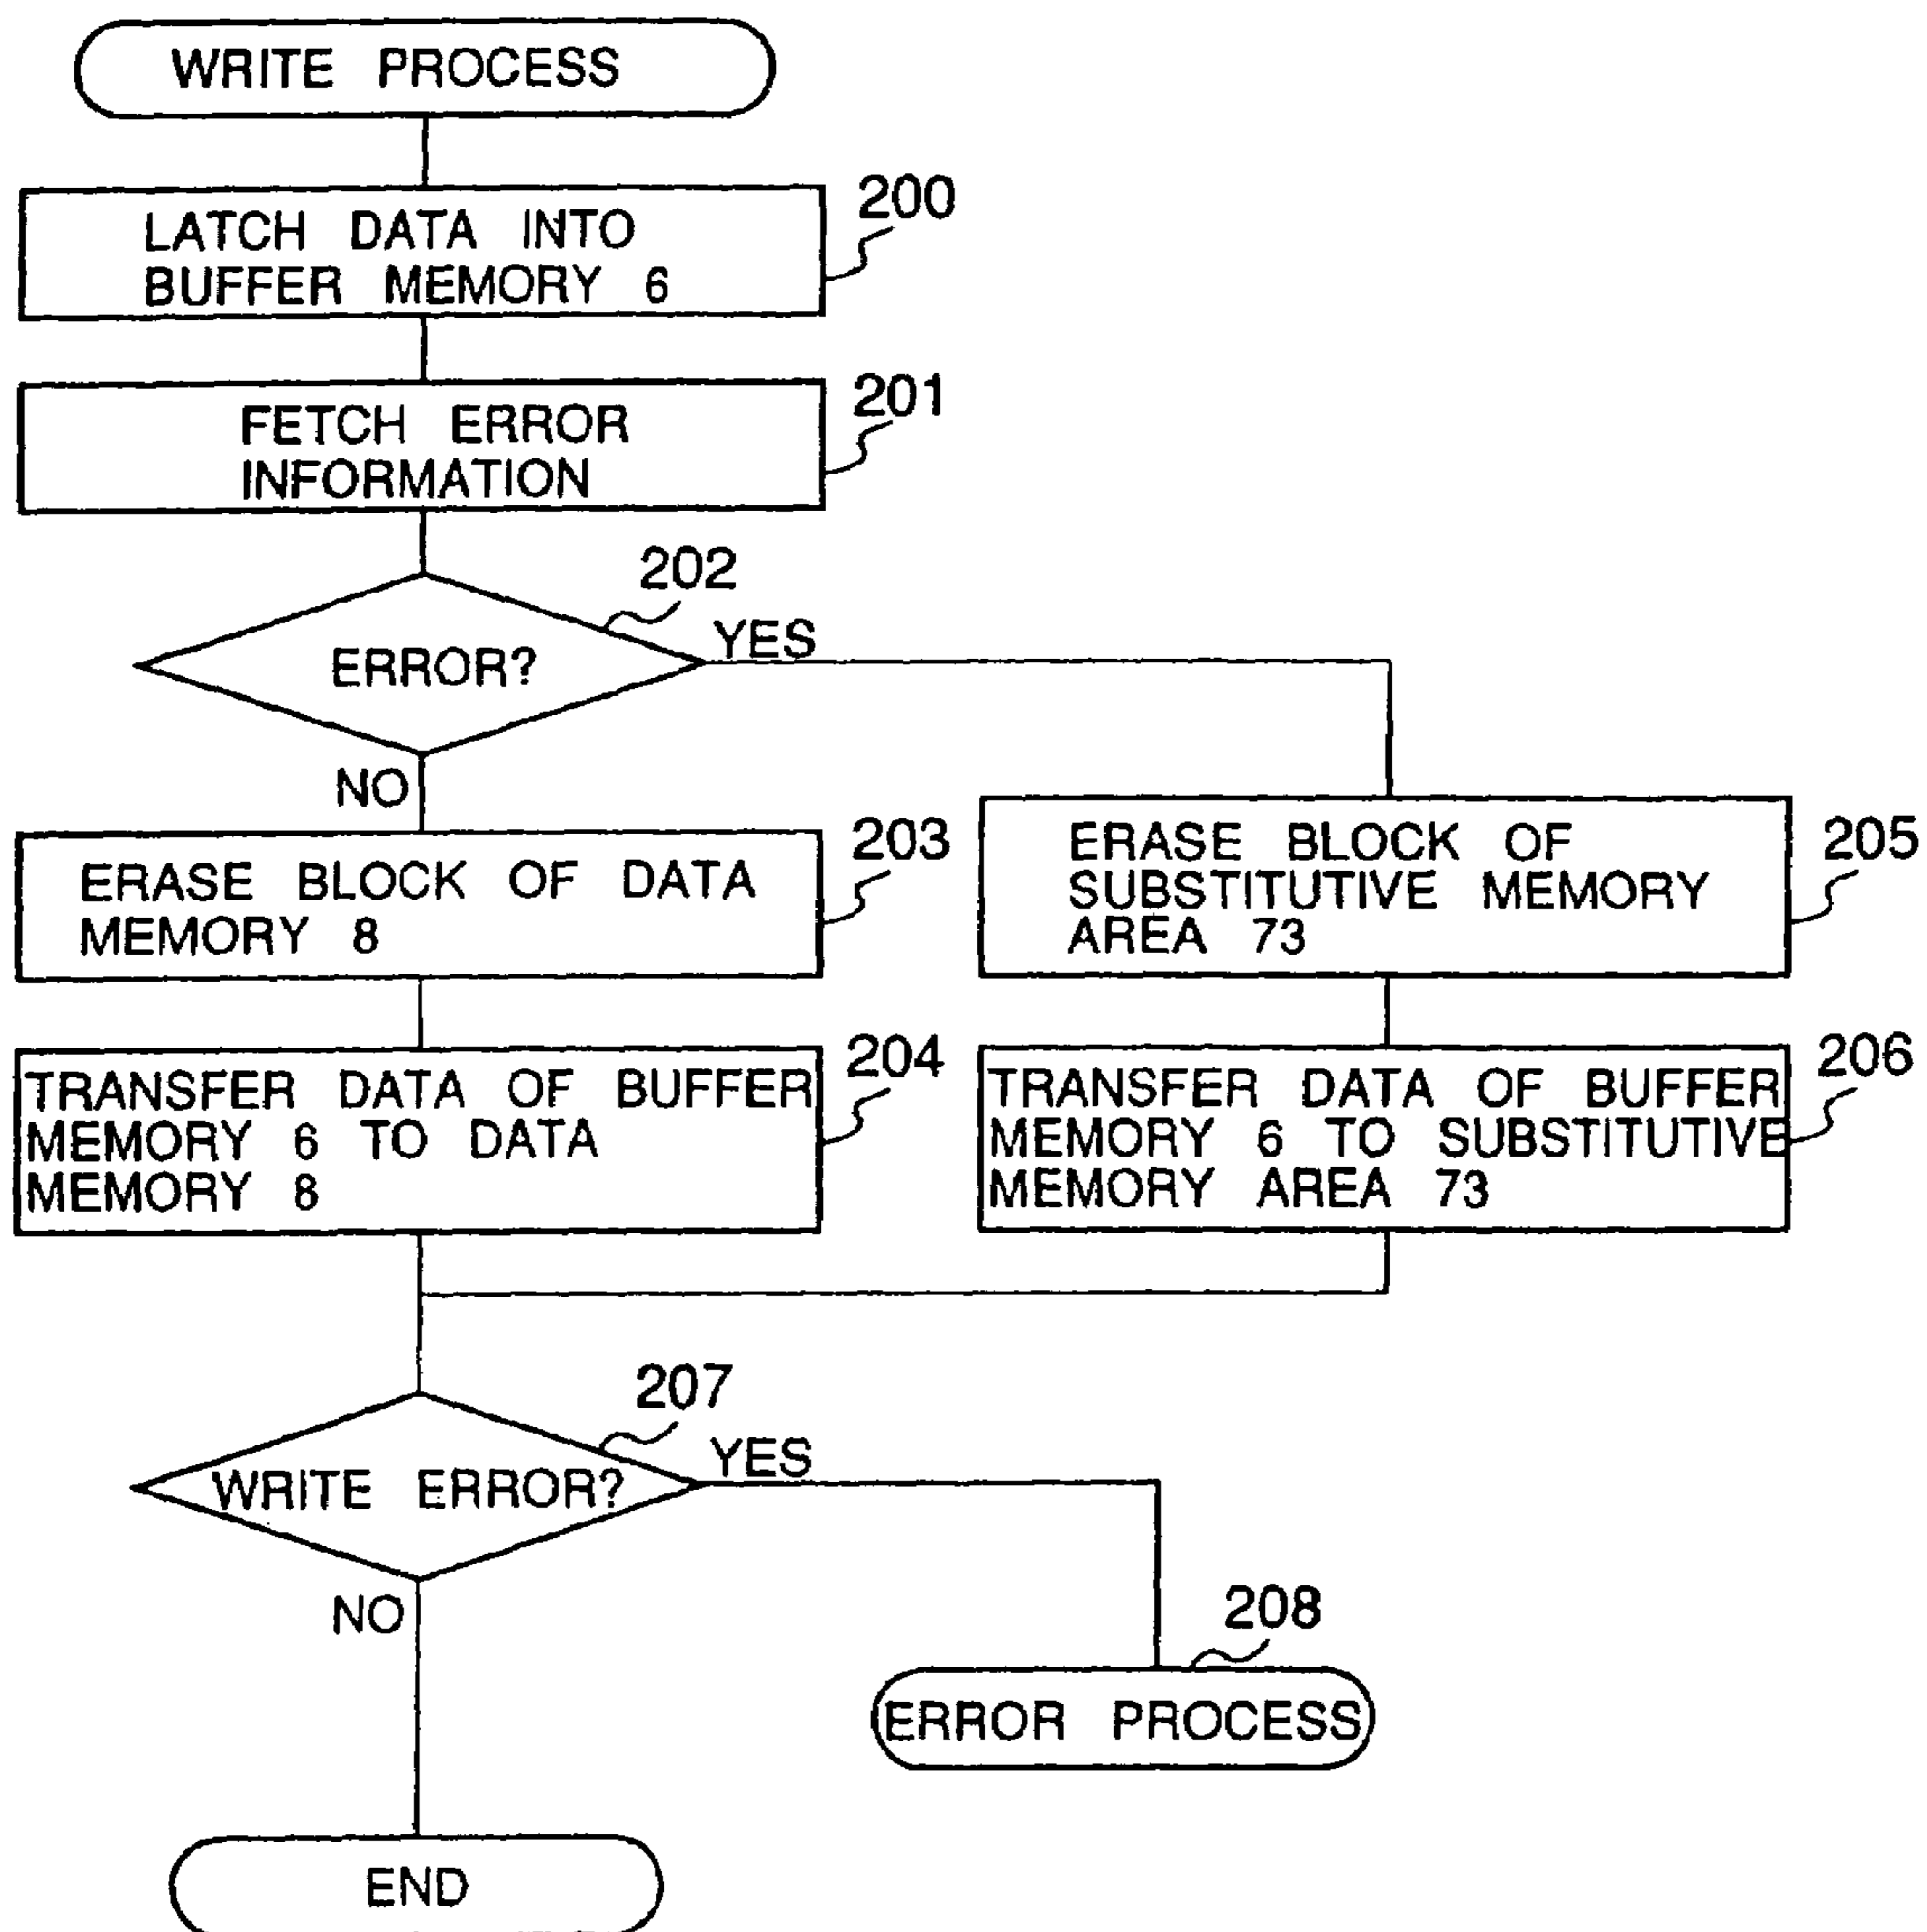 WRITE PROCESS
200
LATCH DATA INTO
BUFFER MEMORY 6
201
FETCH ERROR
INFORMATION
202
ERROR?
YES
NO
203
ERASE BLOCK OF DATA
MEMORY 8
205
ERASE BLOCK OF
SUBSTITUTIVE MEMORY
AREA 73
204
TRANSFER DATA OF BUFFER
MEMORY 6 TO DATA
MEMORY 8
206
TRANSFER DATA OF BUFFER
MEMORY 6 TO SUBSTITUTIVE
MEMORY AREA 73
207
WRITE ERROR?
YES
NO
208
ERROR PROCESS
END